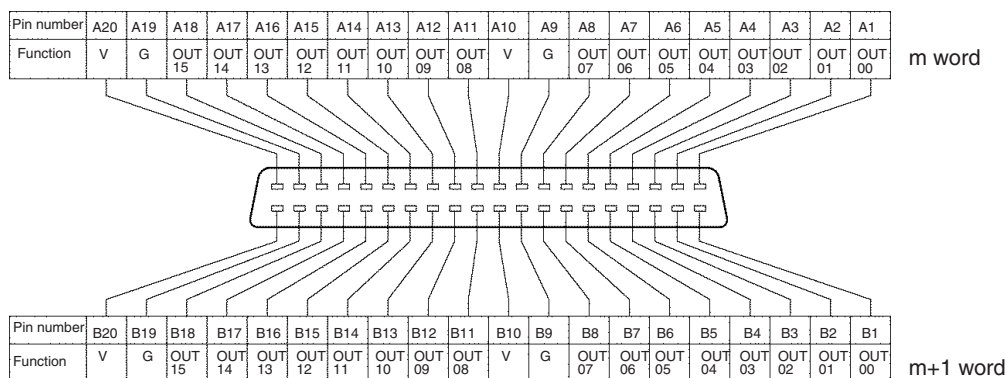 Pin number A20 A19 A18 A17 A16 A15 A14 A13 A12 A11 A10 A9 A8 A7 A6 A5 A4 A3 A2 A1
Function V G OUT 15 OUT 14 OUT 13 OUT 12 OUT 11 OUT 10 OUT 09 OUT 08 V G OUT 07 OUT 06 OUT 05 OUT 04 OUT 03 OUT 02 OUT 01 OUT 00
m word
Pin number B20 B19 B18 B17 B16 B15 B14 B13 B12 B11 B10 B9 B8 B7 B6 B5 B4 B3 B2 B1
Function V G OUT 15 OUT 14 OUT 13 OUT 12 OUT 11 OUT 10 OUT 09 OUT 08 V G OUT 07 OUT 06 OUT 05 OUT 04 OUT 03 OUT 02 OUT 01 OUT 00
m+1 word